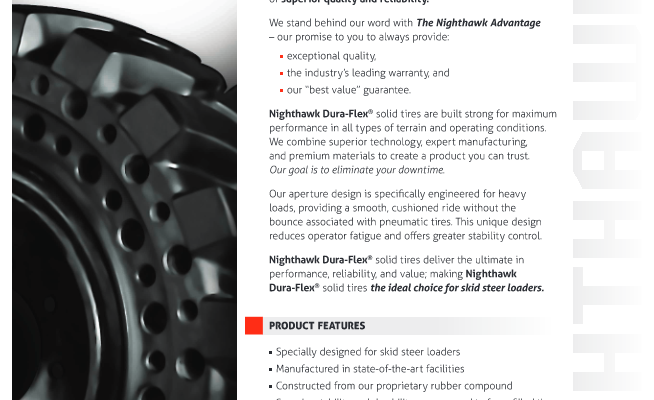 of superior quality and reliability.
We stand behind our word with The Nighthawk Advantage
– our promise to you to always provide:
▪ exceptional quality,
▪ the industry's leading warranty, and
▪ our "best value" guarantee.
Nighthawk Dura-Flex® solid tires are built strong for maximum
performance in all types of terrain and operating conditions.
We combine superior technology, expert manufacturing,
and premium materials to create a product you can trust.
Our goal is to eliminate your downtime.
Our aperture design is specifically engineered for heavy
loads, providing a smooth, cushioned ride without the
bounce associated with pneumatic tires. This unique design
reduces operator fatigue and offers greater stability control.
Nighthawk Dura-Flex® solid tires deliver the ultimate in
performance, reliability, and value; making Nighthawk
Dura-Flex® solid tires the ideal choice for skid steer loaders.
PRODUCT FEATURES
▪ Specially designed for skid steer loaders
▪ Manufactured in state-of-the-art facilities
▪ Constructed from our proprietary rubber compound
HTHAW